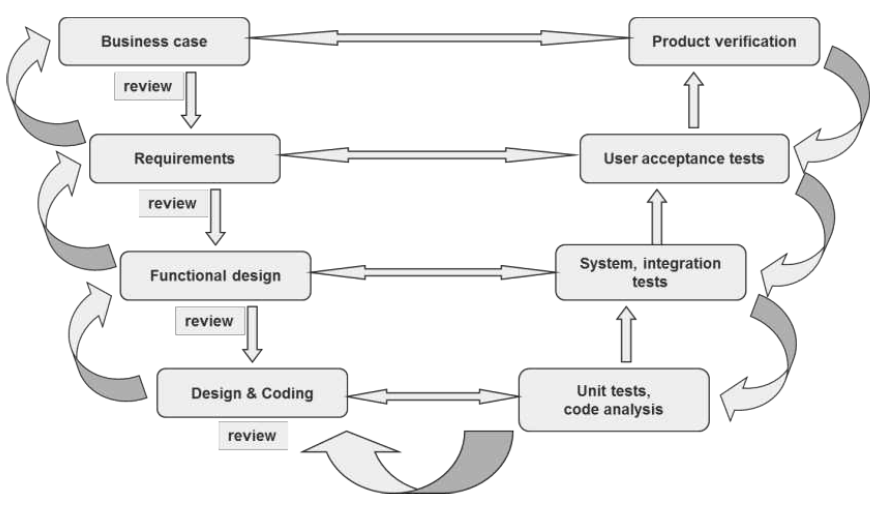 Business case
Product verification
review
Requirements
User acceptance tests
review
Functional design
System, integration
tests
review
Design & Coding
Unit tests,
code analysis
review